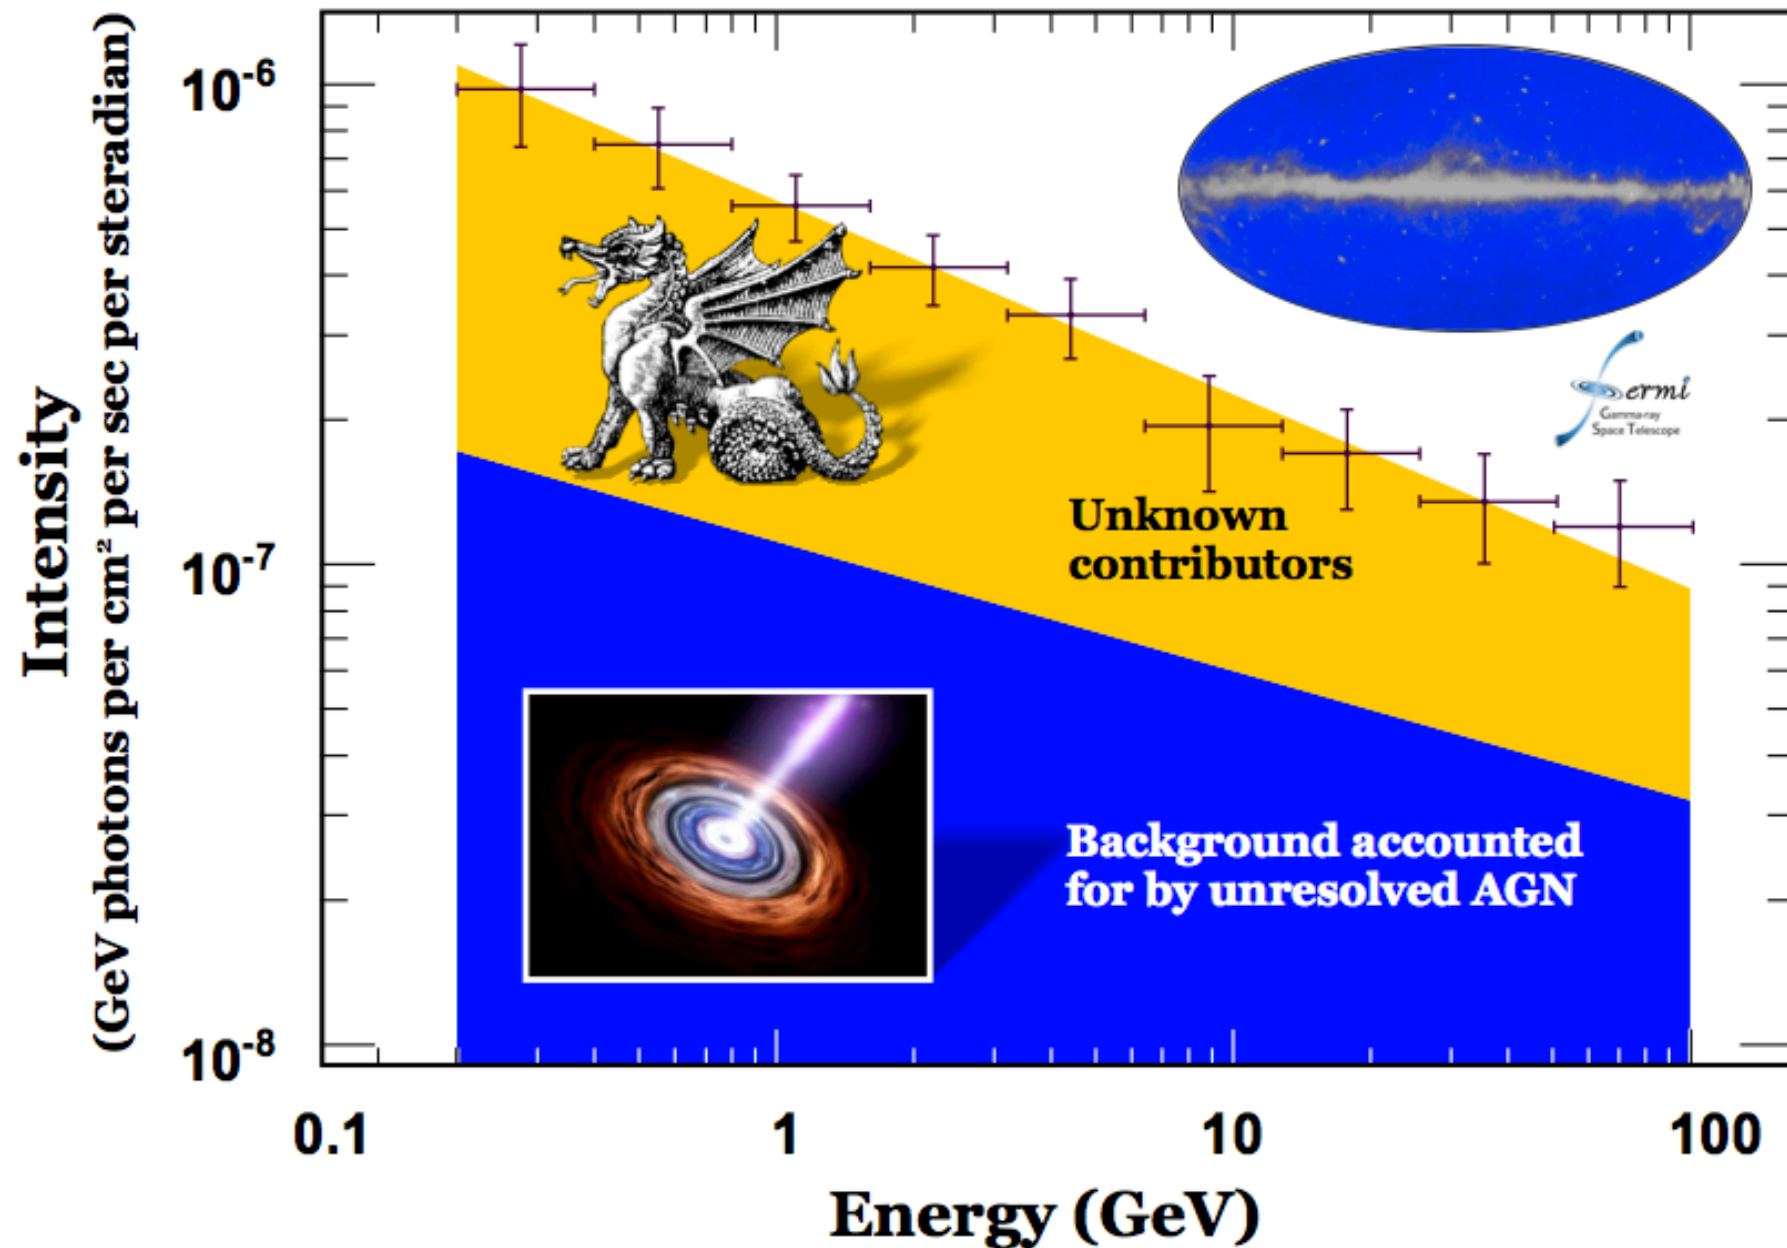 Intensity
(GeV photons per cm² per sec per steradian)
10-6
10-7
10-8
Fermi
Gamma-ray
Space Telescope
Unknown
contributors
Background accounted
for by unresolved AGN
0.1 1 10 100
Energy (GeV)